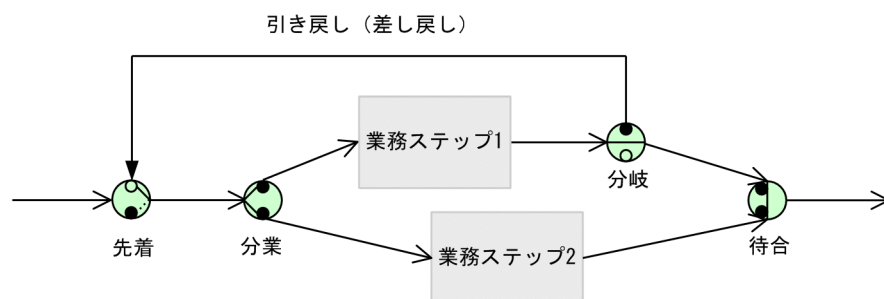 引き戻し（差し戻し）
業務ステップ1
分岐
先着
分業
業務ステップ2
待合